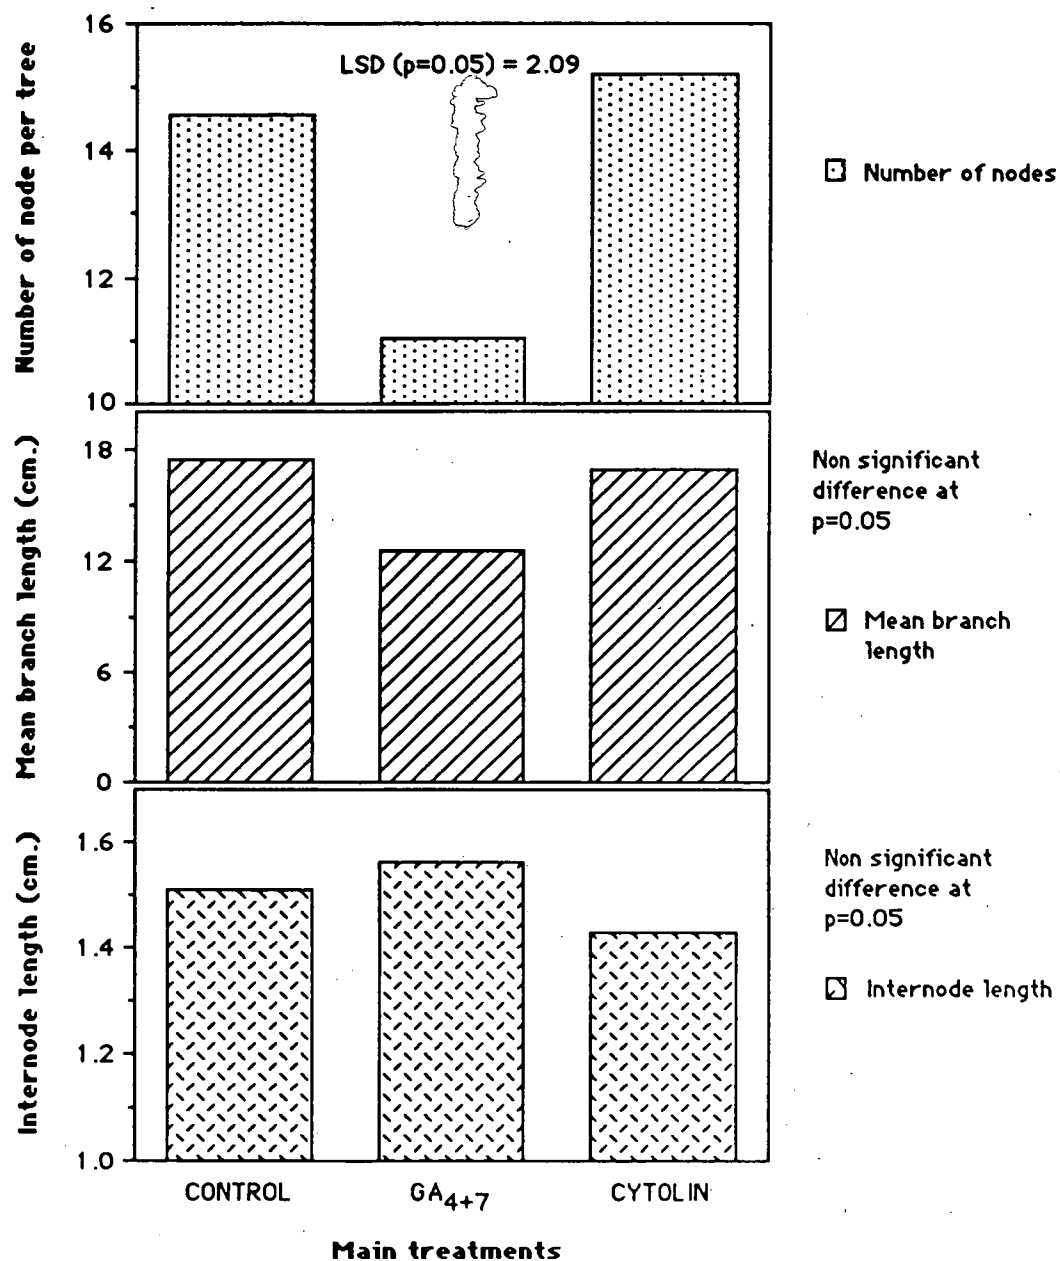 Number of node per tree
16
14
12
10
LSD (p=0.05) = 2.09
Number of nodes
Mean branch length (cm.)
18
12
6
0
Non significant
difference at
p=0.05
Mean branch
length
Internode length (cm.)
1.6
1.4
1.2
1.0
Non significant
difference at
p=0.05
Internode length
CONTROL GA4+7 CYTOLIN
Main treatments